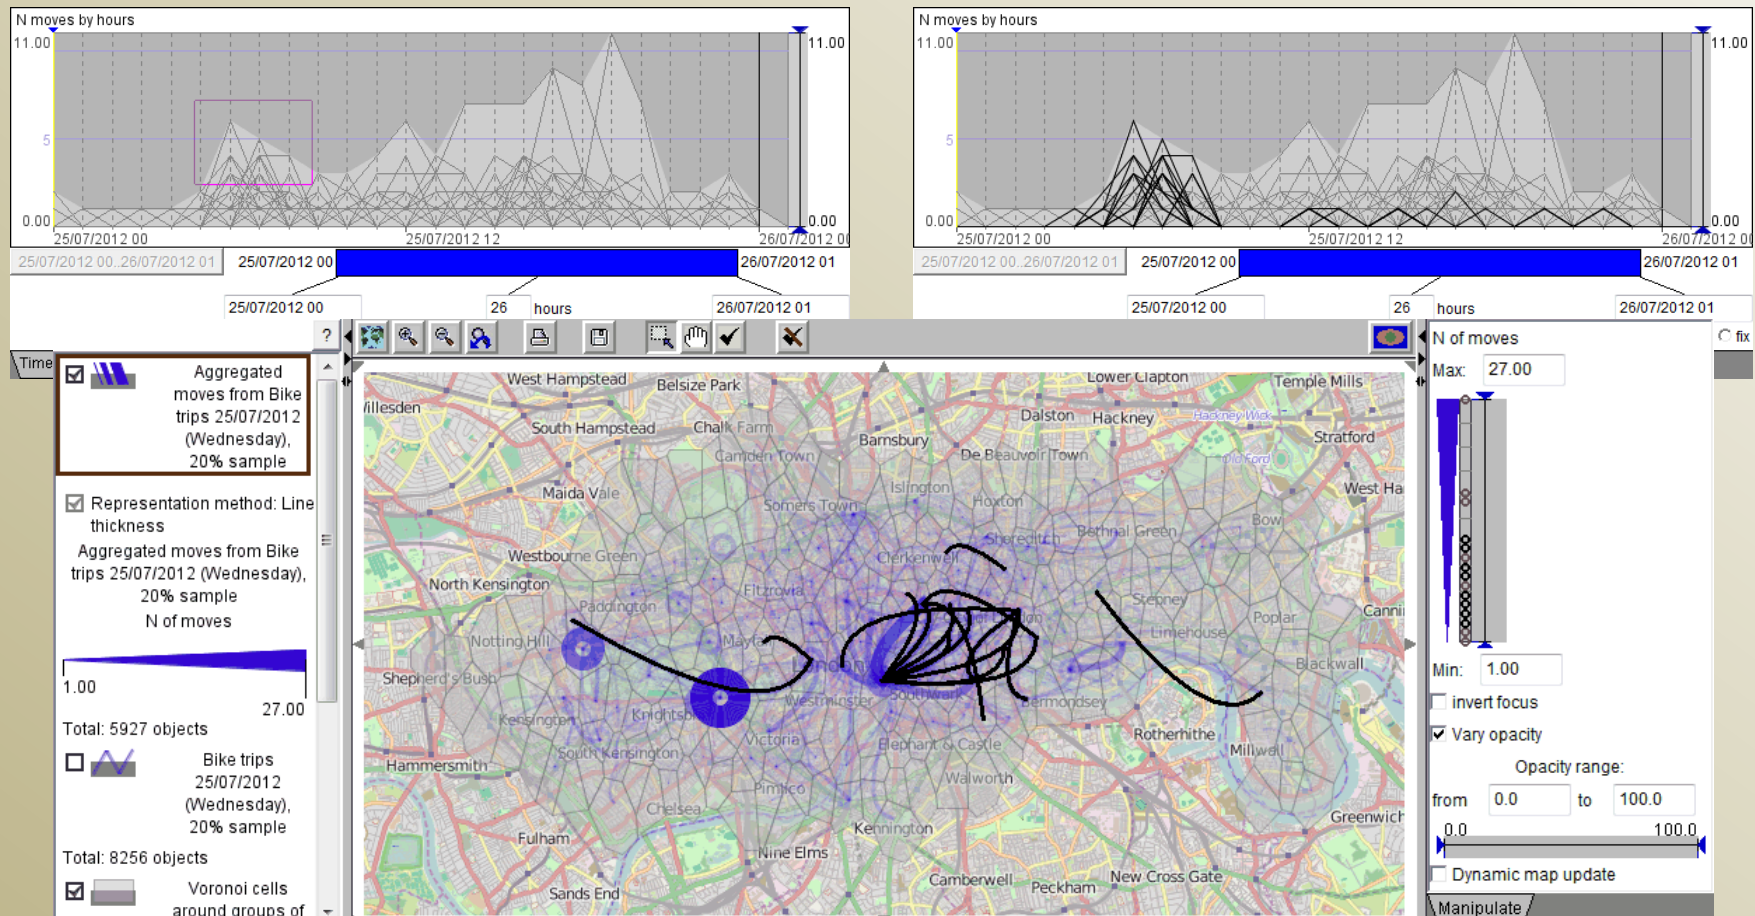 N moves by hours
11.00
11.00
5
0.00
0.00
25/07/2012 00
25/07/2012 12
26/07/2012 00
25/07/2012 00..26/07/2012 01
25/07/2012 00
26/07/2012 01
25/07/2012 00
26
hours
26/07/2012 01
N moves by hours
11.00
11.00
5
0.00
0.00
25/07/2012 00
25/07/2012 12
26/07/2012 00
25/07/2012 00..26/07/2012 01
25/07/2012 00
26/07/2012 01
25/07/2012 00
26
hours
26/07/2012 01
?
Time
Aggregated
moves from Bike
trips 25/07/2012
(Wednesday),
20% sample
Representation method: Line
thickness
Aggregated moves from Bike
trips 25/07/2012 (Wednesday),
20% sample
N of moves
1.00
27.00
Total: 5927 objects
Bike trips
25/07/2012
(Wednesday),
20% sample
Total: 8256 objects
Voronoi cells
around groups of
West Hampstead
Belsize Park
Lower Clapton
Temple Mills
illesden
South Hampstead
Chalk Farm
Dalston
Hackney
Hackney Wick
Barnsbury
Stratford
Camden Town
De Beauvoir Town
Old Ford
Maida Vale
Islington
West Ha
Somers Town
Hoxton
Bow
Shoreditch
Bethnal Green
Westbourne Green
Clerkenwell
North Kensington
Fitzrovia
Paddington
Stepney
Poplar
Canni
Notting Hill
Mayfa
London
Limehouse
Blackwall
Shepherd's Bush
Westminster
Southwark
Bermondsey
Kensington
Knightsb
Victoria
Elephant & Castle
Rotherhithe
Millwall
South Kensington
Hammersmith
Pimlico
Walworth
Chelsea
Greenwich
Kennington
Fulham
Nine Elms
Camberwell
Peckham
New Cross Gate
Sands End
N of moves
Max:
27.00
Min:
1.00
invert focus
Vary opacity
Opacity range:
from
0.0
to
100.0
0.0
100.0
Dynamic map update
Manipulate
fix